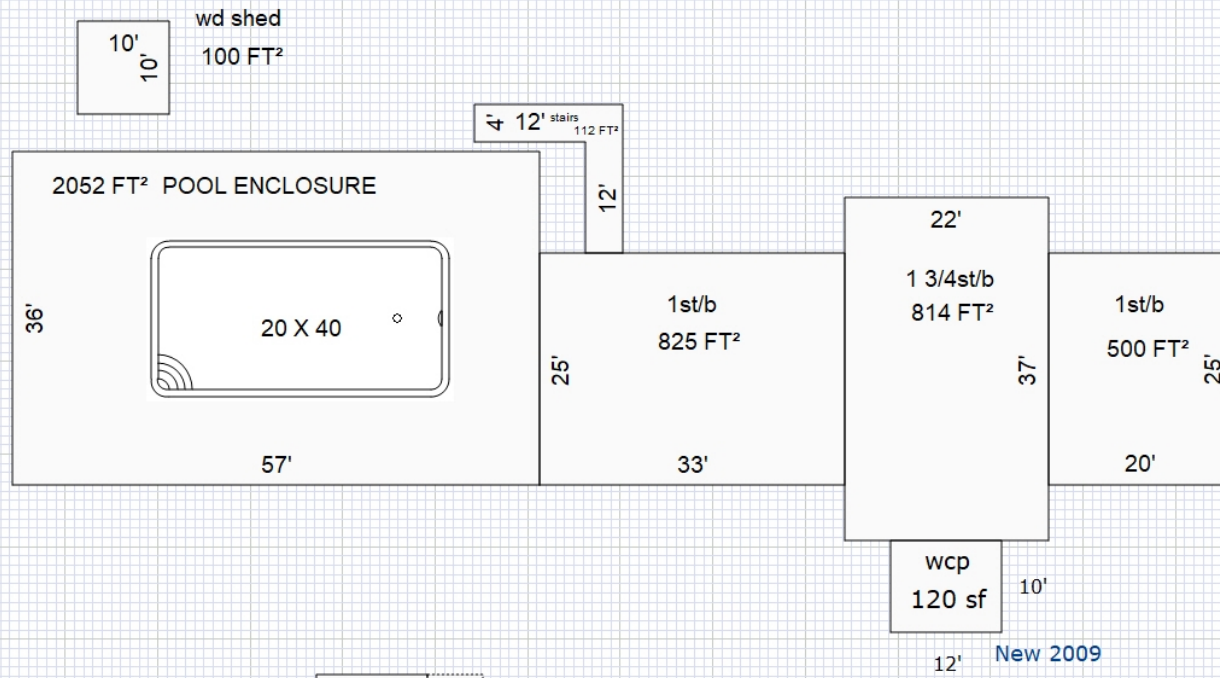 wd shed
10'
10'
100 FT²
4'
12'
stairs
112 FT²
12'
2052 FT² POOL ENCLOSURE
36'
20 X 40
57'
1st/b
825 FT²
25'
33'
22'
1 3/4st/b
814 FT²
37'
1st/b
500 FT²
25'
20'
wcp
120 sf
10'
12'
New 2009